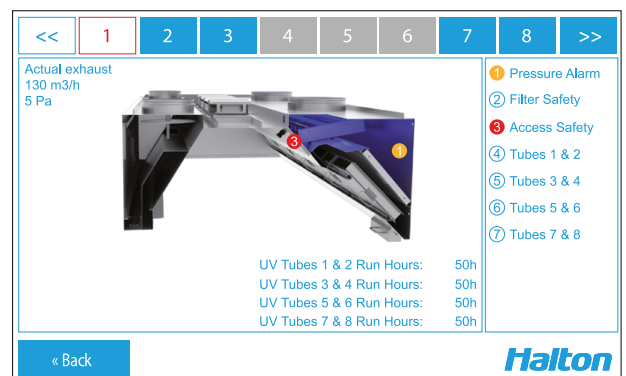 << 1 2 3 4 5 6 7 8 >>
Actual exhaust
130 m3/h
5 Pa
3
1
UV Tubes 1 & 2 Run Hours: 50h
UV Tubes 3 & 4 Run Hours: 50h
UV Tubes 5 & 6 Run Hours: 50h
UV Tubes 7 & 8 Run Hours: 50h
1 Pressure Alarm
2 Filter Safety
3 Access Safety
4 Tubes 1 & 2
5 Tubes 3 & 4
6 Tubes 5 & 6
7 Tubes 7 & 8
« Back
Halton